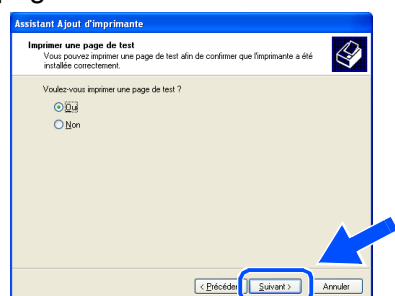 Assistant Ajout d'imprimante
Imprimer une page de test
Vous pouvez imprimer une page de test afin de confirmer que l'imprimante a été
installée correctement.
Voulez-vous imprimer une page de test ?
Oui
Non
< Précéden Suivant > Annuler